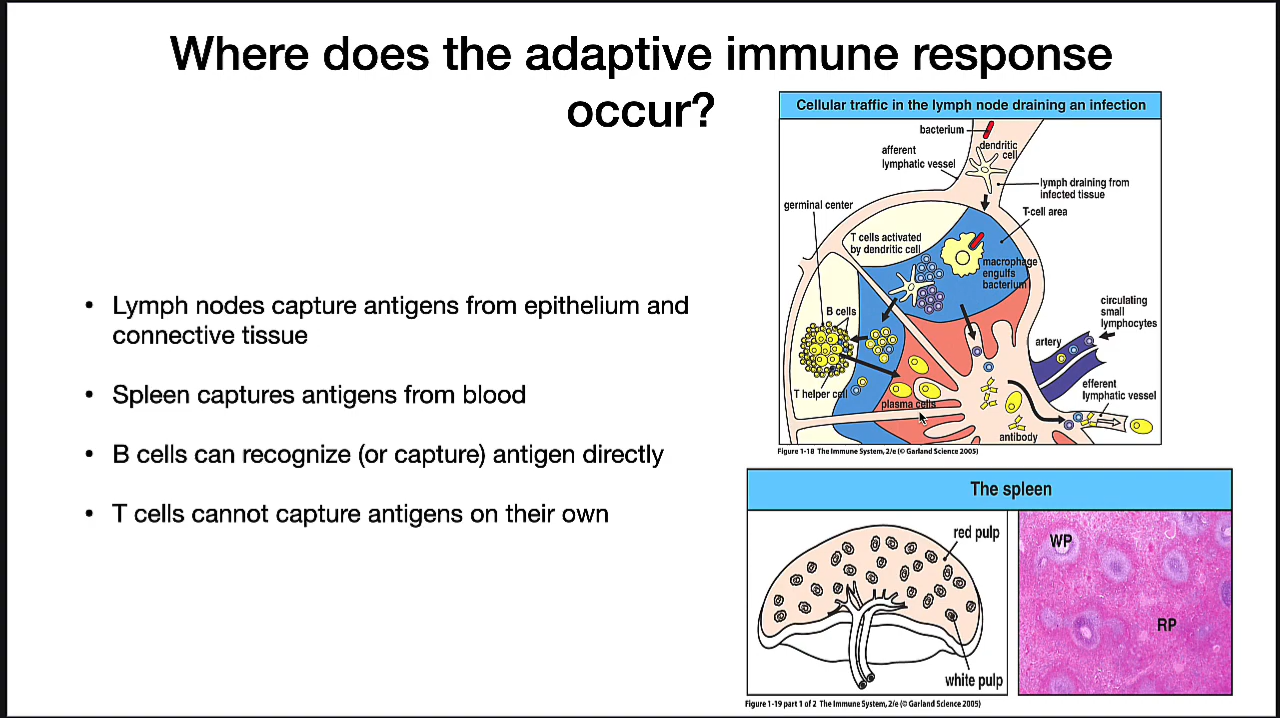 Where does the adaptive immune response
occur?
• Lymph nodes capture antigens from epithelium and
connective tissue
• Spleen captures antigens from blood
• B cells can recognize (or capture) antigen directly
• T cells cannot capture antigens on their own
Cellular traffic in the lymph node draining an infection
bacterium
dendritic
cell
afferent
lymphatic vessel
lymph draining from
infected tissue
germinal center
T-cell area
T cells activated
by dendritic cell
macrophage
engulfs
bacterium
circulating
small
lymphocytes
B cells
artery
T helper cell
efferent
lymphatic vessel
plasma cells
antibody
Figure 1-18 The Immune System, 2/e (© Garland Science 2005)
The spleen
red pulp
white pulp
WP
RP
Figure 1-19 part 1 of 2 The Immune System, 2/e (© Garland Science 2005)